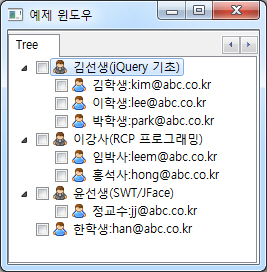 예제 윈도우
Tree
김선생(jQuery 기초)
김학생:kim@abc.co.kr
이학생:lee@abc.co.kr
박학생:park@abc.co.kr
이강사(RCP 프로그래밍)
임박사:leem@abc.co.kr
홍석사:hong@abc.co.kr
윤선생(SWT/JFace)
정교수:jj@abc.co.kr
한학생:han@abc.co.kr